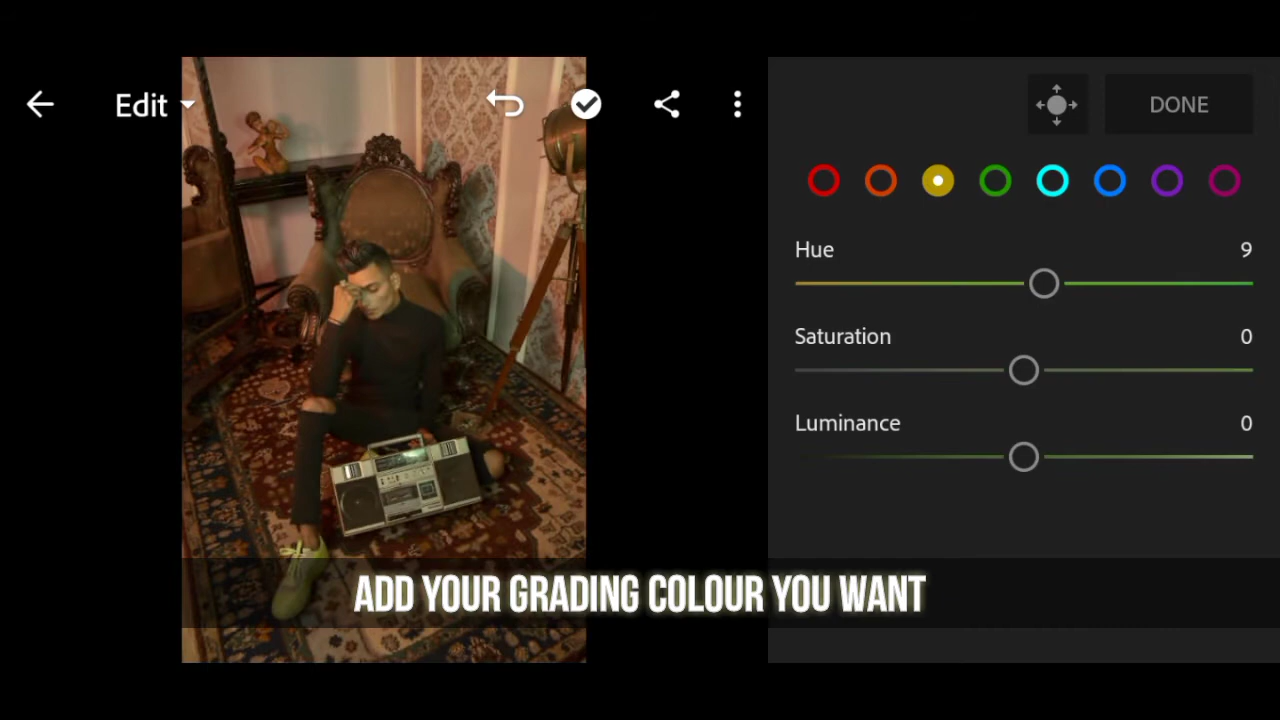 Edit
DONE
Hue 9
Saturation 0
Luminance 0
ADD YOUR GRADING COLOUR YOU WANT